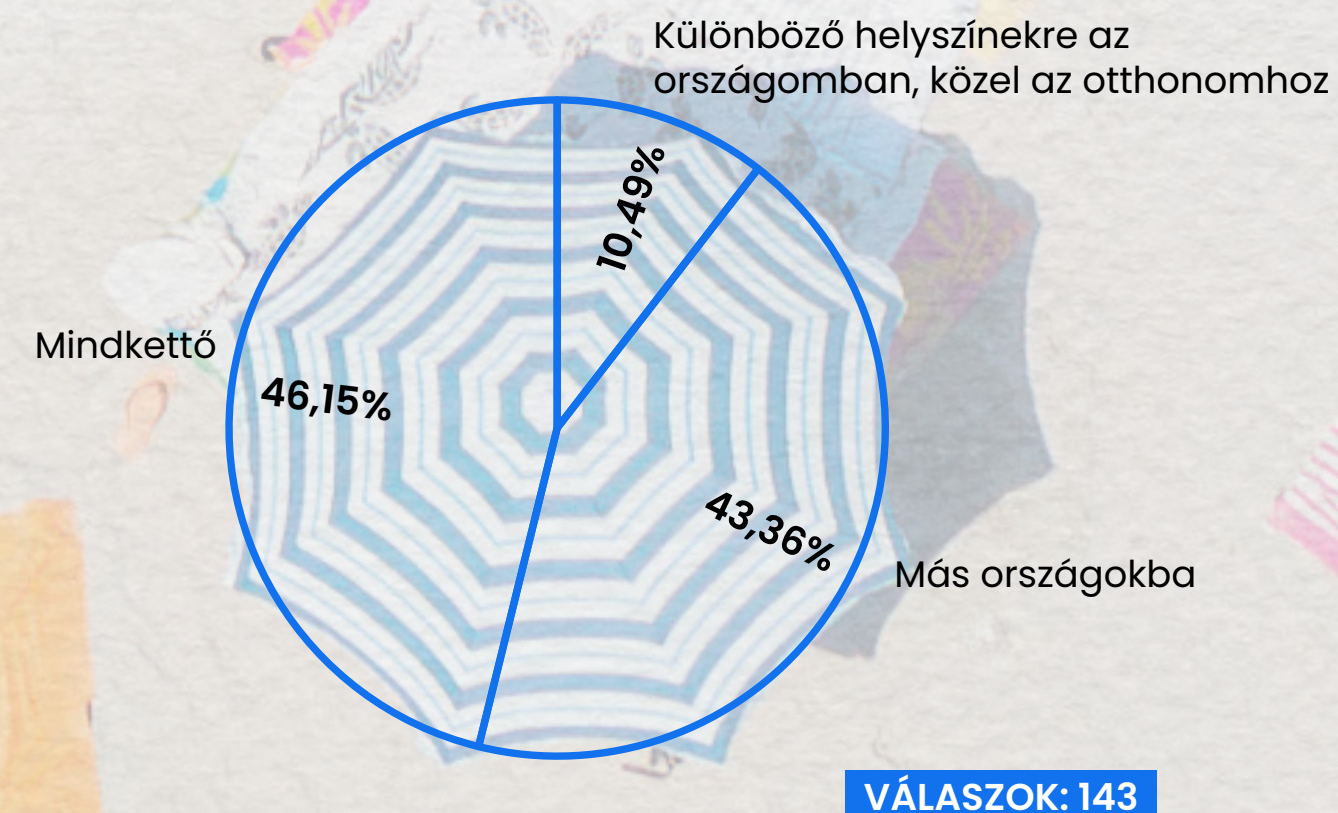 Különböző helyszínekre az
országomban, közel az otthonomhoz
10,49%
Mindkettő
46,15%
43,36%
Más országokba
VÁLASZOK: 143